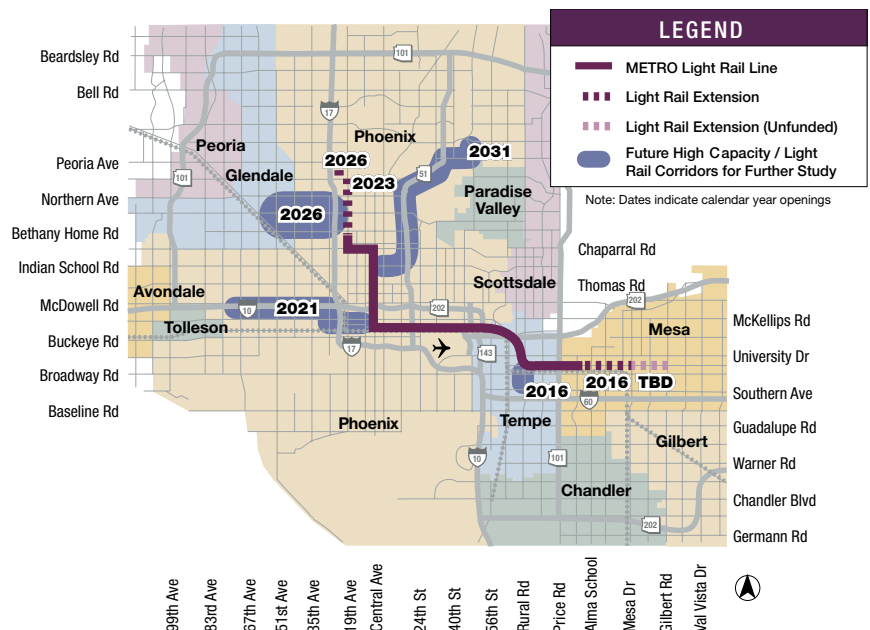 LEGEND
METRO Light Rail Line
Light Rail Extension
Light Rail Extension (Unfunded)
Future High Capacity / Light
Rail Corridors for Further Study
Note: Dates indicate calendar year openings
Beardsley Rd
Bell Rd
Peoria Ave
Northern Ave
Bethany Home Rd
Indian School Rd
McDowell Rd
Buckeye Rd
Broadway Rd
Baseline Rd
101
17
Phoenix
Peoria
2026
2031
101
Glendale
2023
51
Paradise
Valley
2026
Chaparral Rd
Scottsdale
Thomas Rd
Avondale
202
10
2021
202
McKellips Rd
Tolleson
Mesa
17
143
University Dr
2016
2016
TBD
60
Southern Ave
Phoenix
Tempe
Guadalupe Rd
Gilbert
10
101
Warner Rd
Chandler
Chandler Blvd
202
Germann Rd
99th Ave
83rd Ave
67th Ave
51st Ave
35th Ave
19th Ave
Central Ave
24th St
40th St
56th St
Rural Rd
Price Rd
Alma School
Mesa Dr
Gilbert Rd
Val Vista Dr